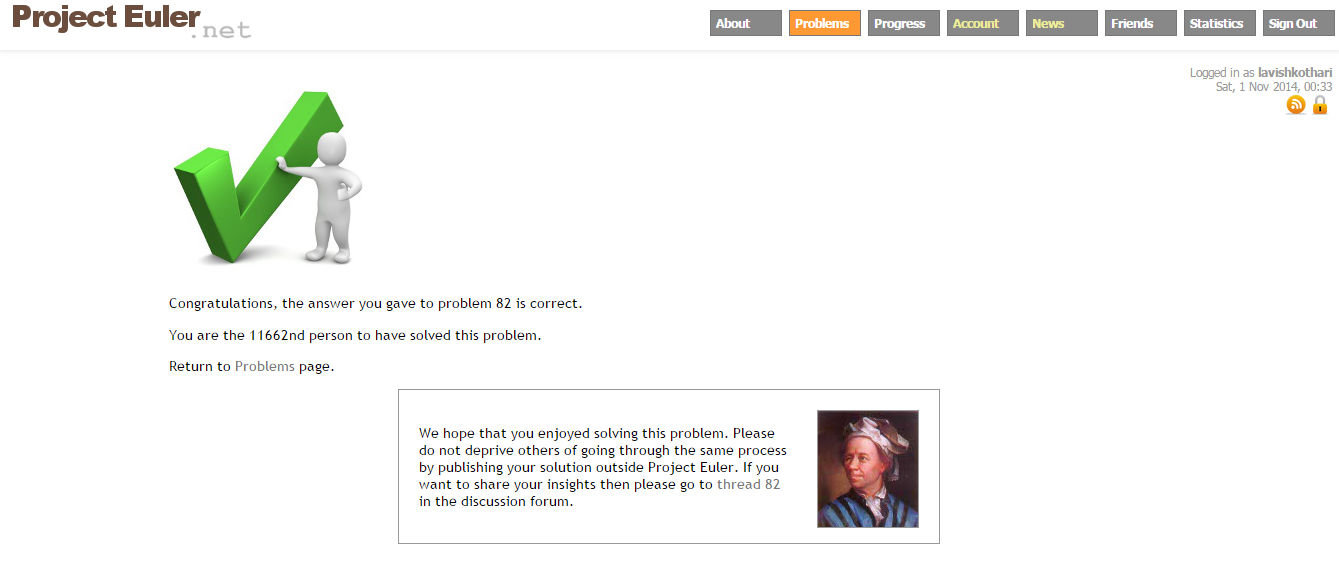 Project Euler
.net
About Problems Progress Account News Friends Statistics Sign Out
Logged in as lavishkothari
Sat, 1 Nov 2014, 00:33
Congratulations, the answer you gave to problem 82 is correct.
You are the 11662nd person to have solved this problem.
Return to Problems page.
We hope that you enjoyed solving this problem. Please
do not deprive others of going through the same process
by publishing your solution outside Project Euler. If you
want to share your insights then please go to thread 82
in the discussion forum.